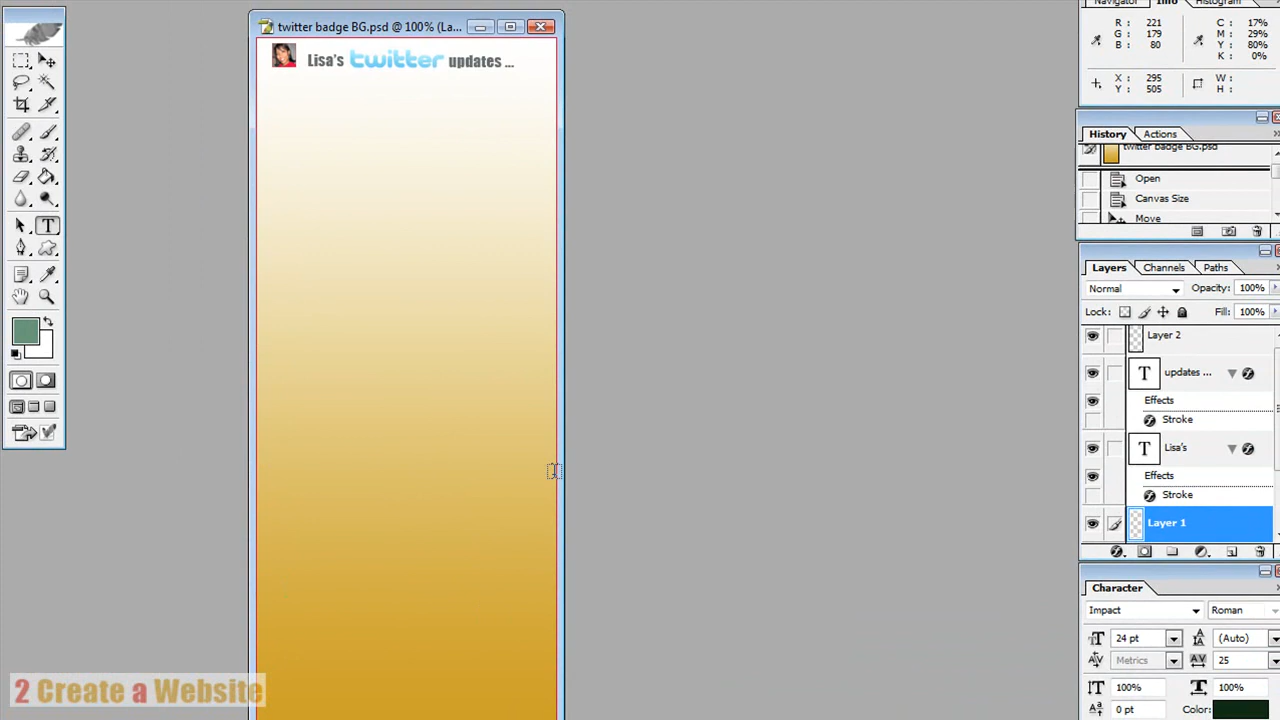 twitter badge BG.psd @ 100% (La...
Lisa's twitter updates ...
Navigator Info Histogram
R : 221 C : 17%
G : 179 M : 29%
B : 80 Y : 80%
K : 0%
X : 295 W :
Y : 505 H :
History Actions
twitter badge BG.psd
Open
Canvas Size
Move
Layers Channels Paths
Normal Opacity: 100%
Lock: Fill: 100%
Layer 2
T updates ...
Effects
Stroke
T Lisa's
Effects
Stroke
Layer 1
Character
Impact Roman
24 pt (Auto)
Metrics 25
100% 100%
0 pt Color:
2 Create a Website